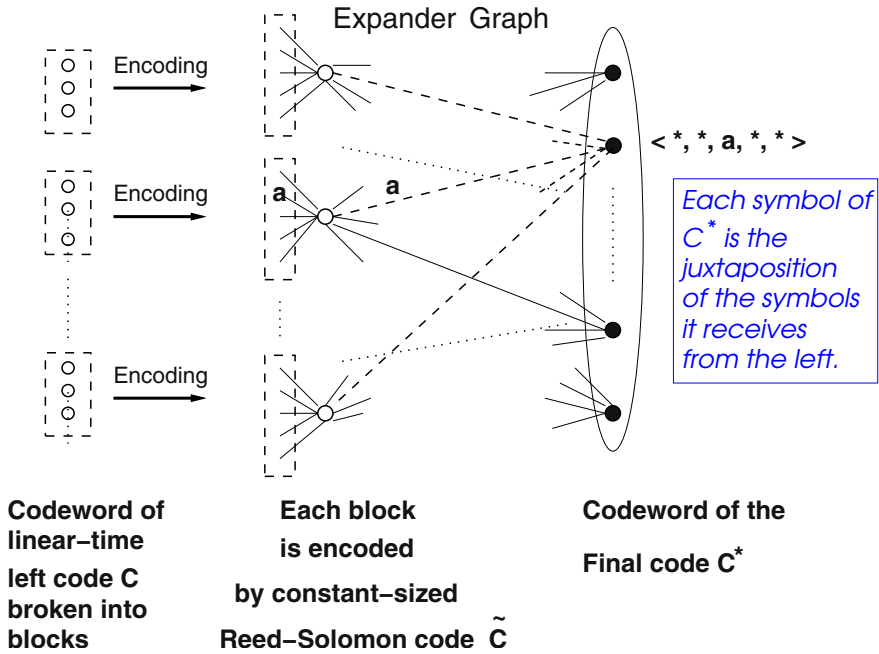 Expander Graph
Encoding
Encoding
Encoding
a
a
< *, *, a, *, * >
Each symbol of
C* is the
juxtaposition
of the symbols
it receives
from the left.
Codeword of
linear–time
left code C
broken into
blocks
Each block
is encoded
by constant–sized
Reed–Solomon code C̃
Codeword of the
Final code C*